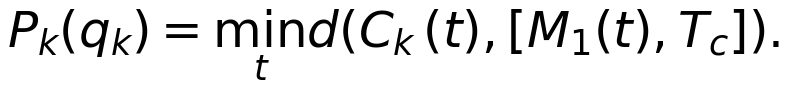 P_k(q_k) = \min_t d(C_k(t), [M_1(t), T_c]).